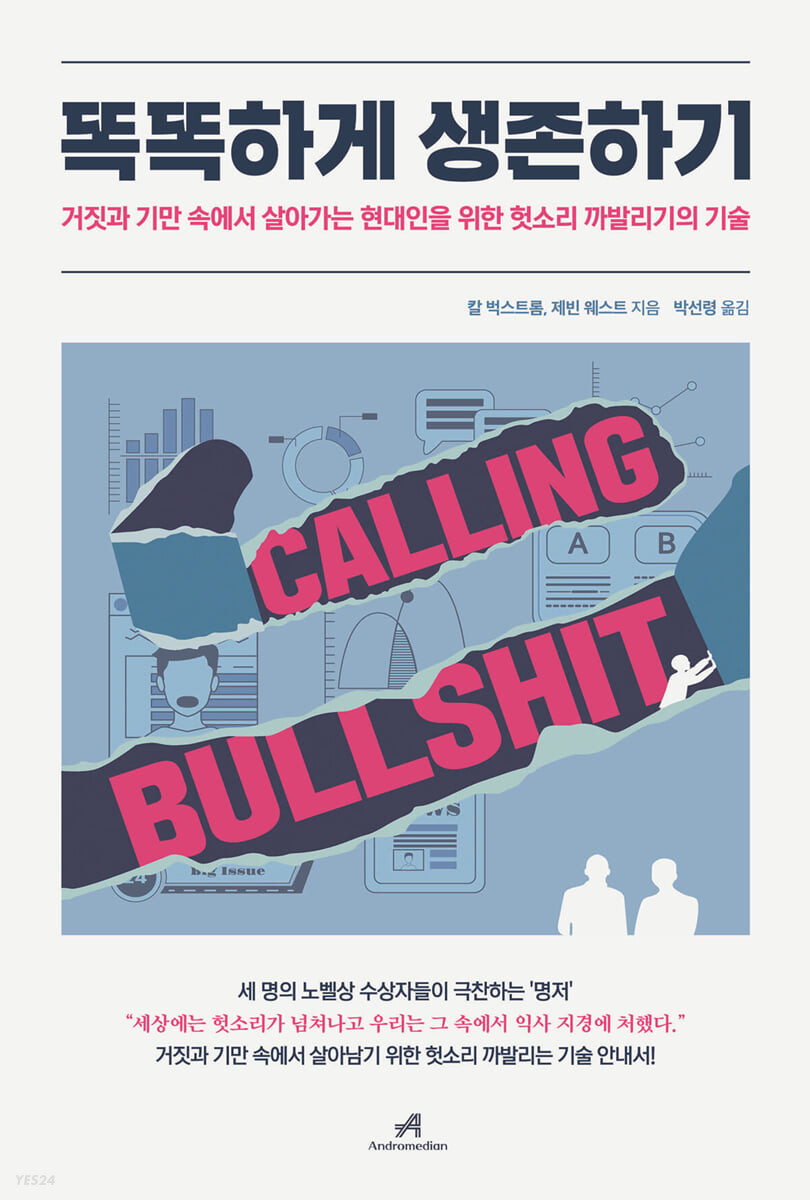 똑똑하게 생존하기
거짓과 기만 속에서 살아가는 현대인을 위한 헛소리 까발리기의 기술
칼 벅스트롬, 제빈 웨스트 지음 박선령 옮김
CALLING
A B
BULLSHIT
Big Issue
세 명의 노벨상 수상자들이 극찬하는 '명저'
“세상에는 헛소리가 넘쳐나고 우리는 그 속에서 익사 지경에 처했다.”
거짓과 기만 속에서 살아남기 위한 헛소리 까발리는 기술 안내서!
Andromedian
YES24